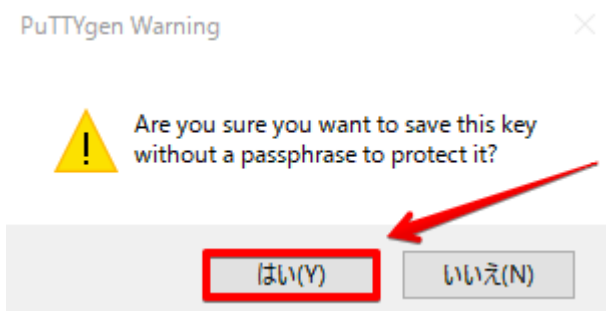 PuTTYgen Warning
Are you sure you want to save this key
without a passphrase to protect it?
はい(Y)
いいえ(N)